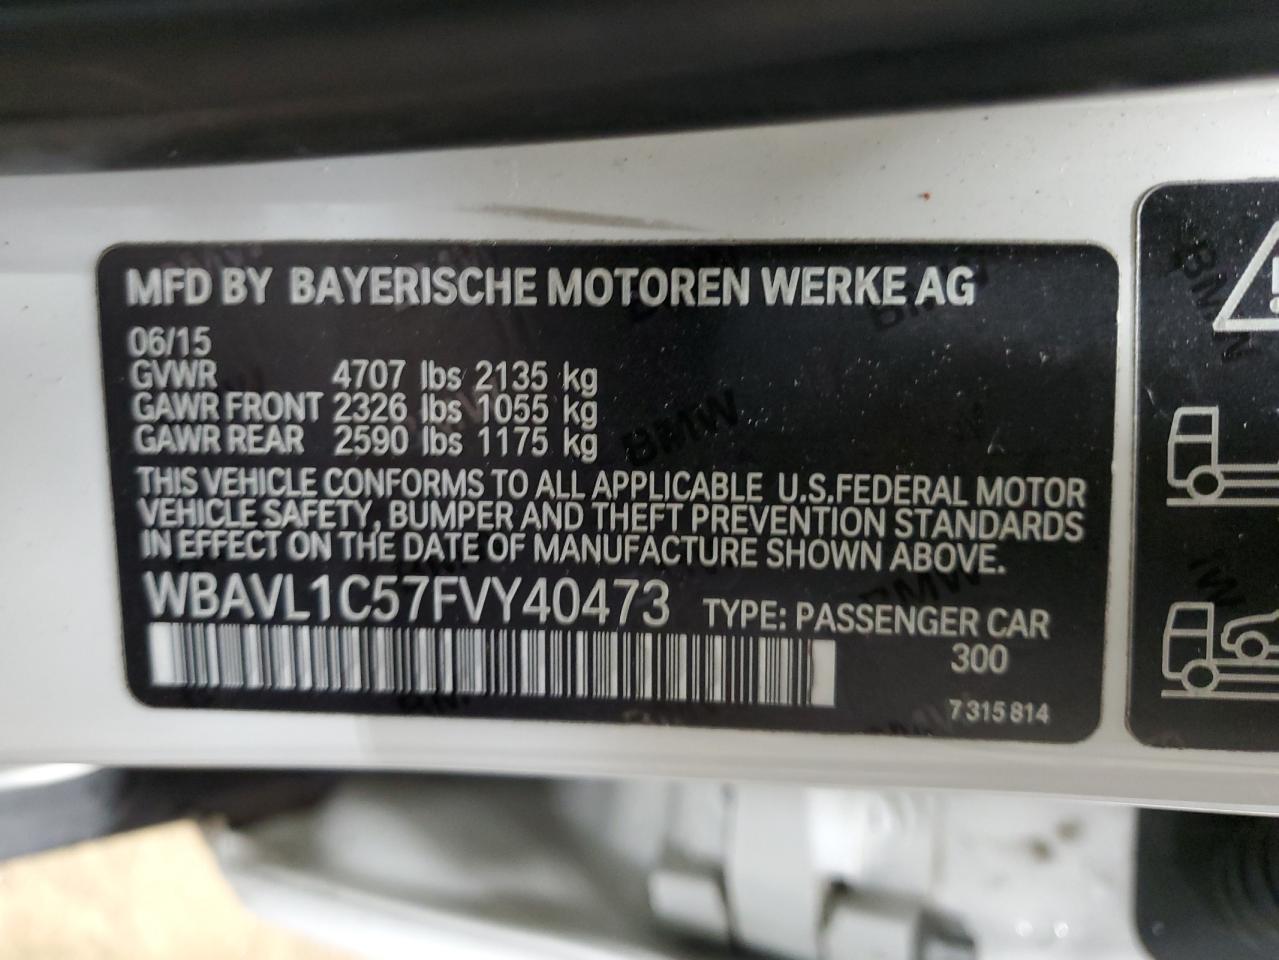 MFD BY BAYERISCHE MOTOREN WERKE AG
06/15
GVWR 4707 lbs 2135 kg
GAWR FRONT 2326 lbs 1055 kg
GAWR REAR 2590 lbs 1175 kg
THIS VEHICLE CONFORMS TO ALL APPLICABLE U.S.FEDERAL MOTOR
VEHICLE SAFETY, BUMPER AND THEFT PREVENTION STANDARDS
IN EFFECT ON THE DATE OF MANUFACTURE SHOWN ABOVE.
WBAVL1C57FVY40473 TYPE: PASSENGER CAR
300
7 315 814
BMW
BMW